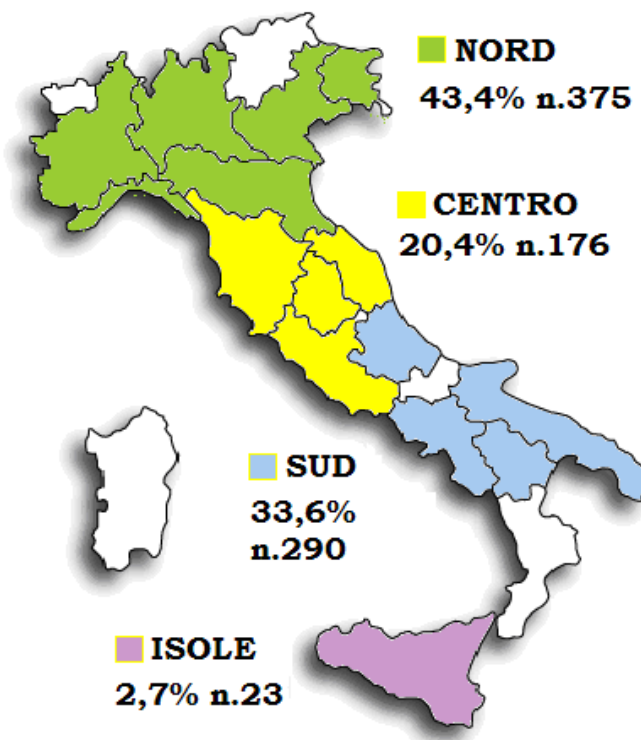 NORD
43,4% n.375
CENTRO
20,4% n.176
SUD
33,6%
n.290
ISOLE
2,7% n.23